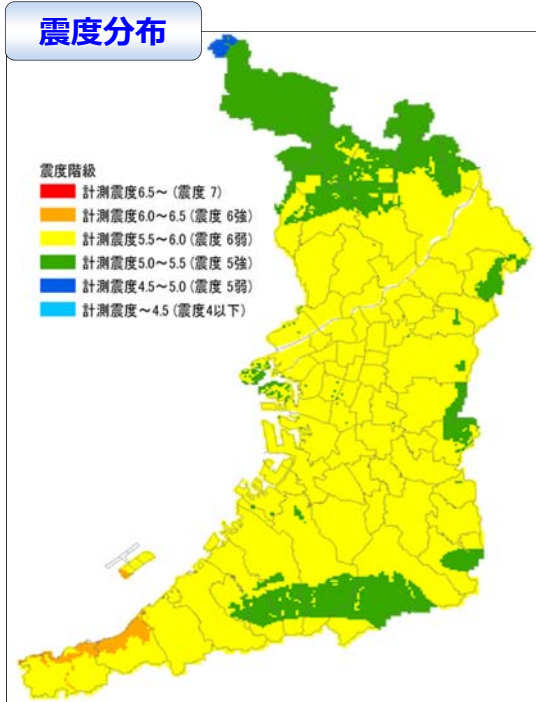 震度分布
震度階級
計測震度6.5～(震度 7)
計測震度6.0～6.5(震度 6強)
計測震度5.5～6.0(震度 6弱)
計測震度5.0～5.5(震度 5強)
計測震度4.5～5.0(震度 5弱)
計測震度～4.5(震度4以下)